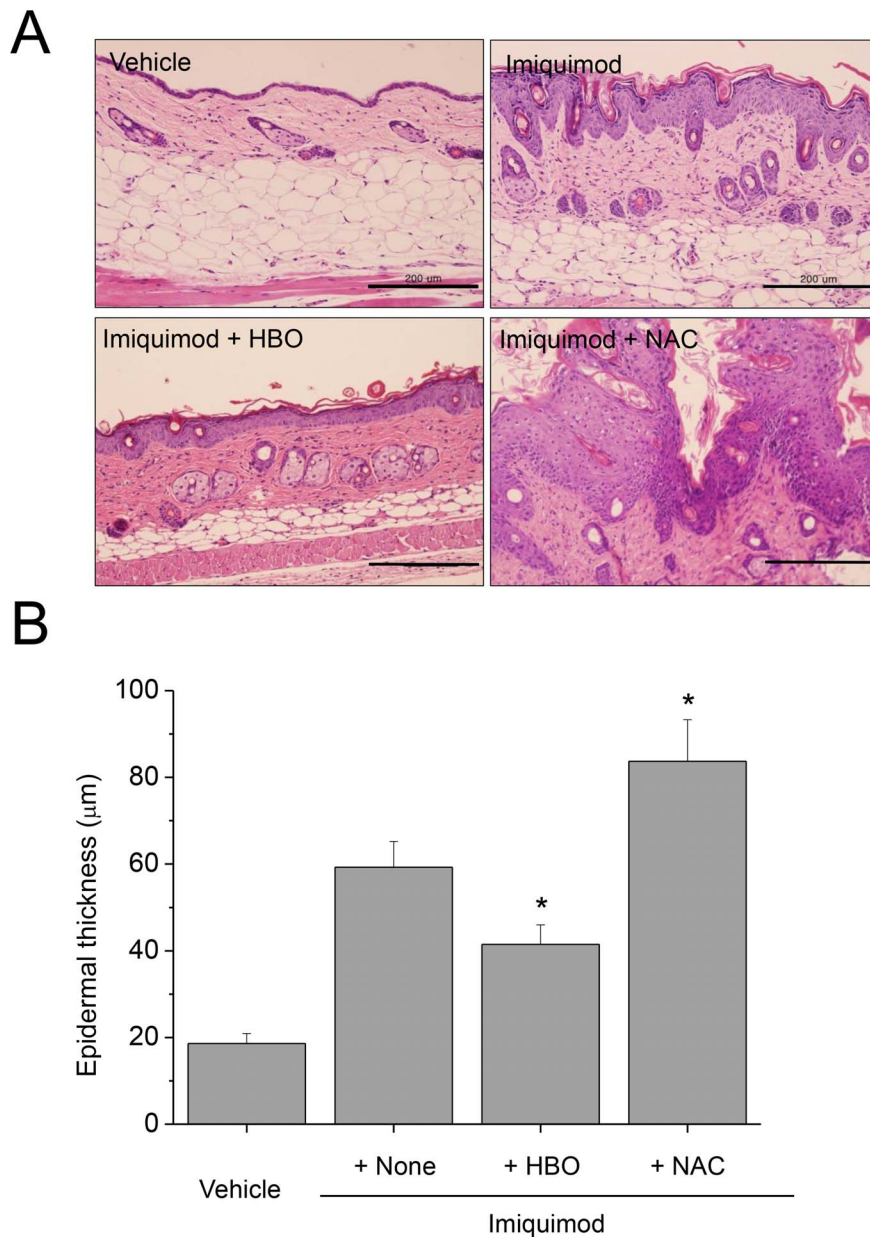 A
Vehicle
Imiquimod
200 um
200 um
Imiquimod + HBO
Imiquimod + NAC
B
Epidermal thickness (μm)
100
80
60
40
20
0
*
*
Vehicle
+ None
+ HBO
+ NAC
Imiquimod